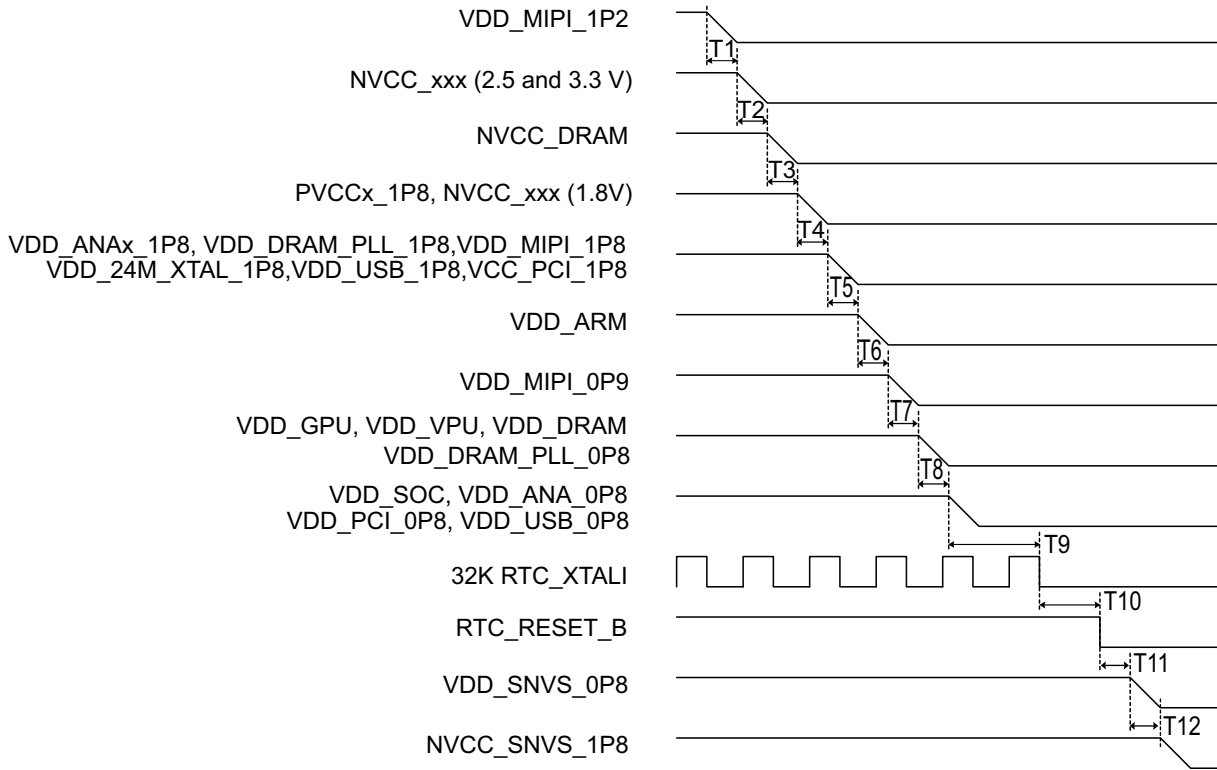 VDD_MIPI_1P2
T1
NVCC_xxx (2.5 and 3.3 V)
T2
NVCC_DRAM
T3
PVCCx_1P8, NVCC_xxx (1.8V)
T4
VDD_ANAx_1P8, VDD_DRAM_PLL_1P8,VDD_MIPI_1P8
VDD_24M_XTAL_1P8,VDD_USB_1P8,VCC_PCI_1P8
T5
VDD_ARM
T6
VDD_MIPI_0P9
T7
VDD_GPU, VDD_VPU, VDD_DRAM
VDD_DRAM_PLL_0P8
T8
VDD_SOC, VDD_ANA_0P8
VDD_PCI_0P8, VDD_USB_0P8
T9
32K RTC_XTALI
T10
RTC_RESET_B
T11
VDD_SNVS_0P8
T12
NVCC_SNVS_1P8